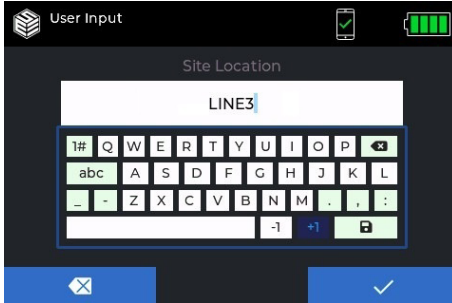 User Input
Site Location
LINE3
1# Q W E R T Y U I O P
abc A S D F G H J K L
_ - Z X C V B N M . , :
-1 +1